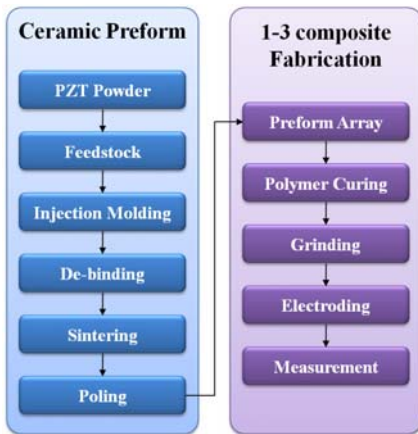 Ceramic Preform
PZT Powder
Feedstock
Injection Molding
De-binding
Sintering
Poling
1-3 composite
Fabrication
Preform Array
Polymer Curing
Grinding
Electroding
Measurement